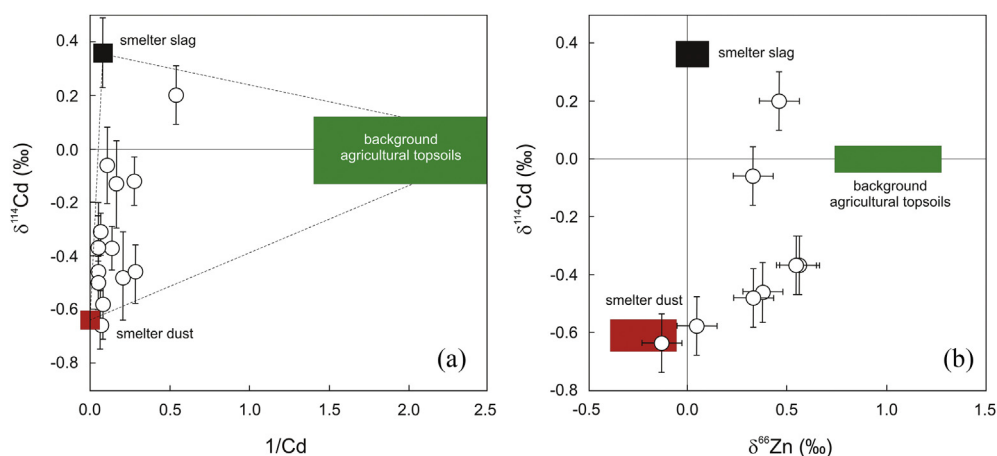 0.4
0.2
0.0
-0.2
-0.4
-0.6
-0.8
δ¹¹⁴Cd (‰)
smelter slag
background
agricultural topsoils
smelter dust
(a)
0.0 0.5 1.0 1.5 2.0 2.5
1/Cd
0.4
0.2
0.0
-0.2
-0.4
-0.6
-0.8
δ¹¹⁴Cd (‰)
smelter slag
background
agricultural topsoils
smelter dust
(b)
-0.5 0.0 0.5 1.0 1.5
δ⁶⁶Zn (‰)